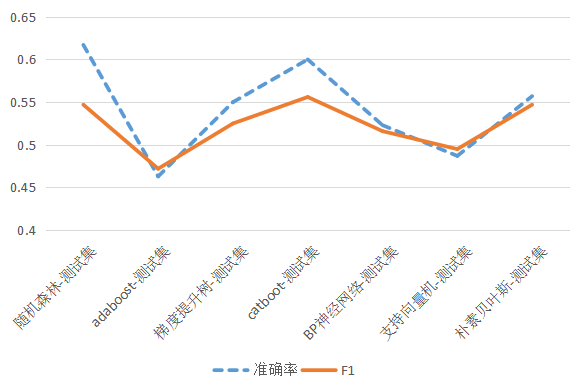 0.65
0.6
0.55
0.5
0.45
0.4
随机森林-测试集
adaboost-测试集
梯度提升树-测试集
catboot-测试集
BP神经网络-测试集
支持向量机-测试集
朴素贝叶斯-测试集
准确率 F1